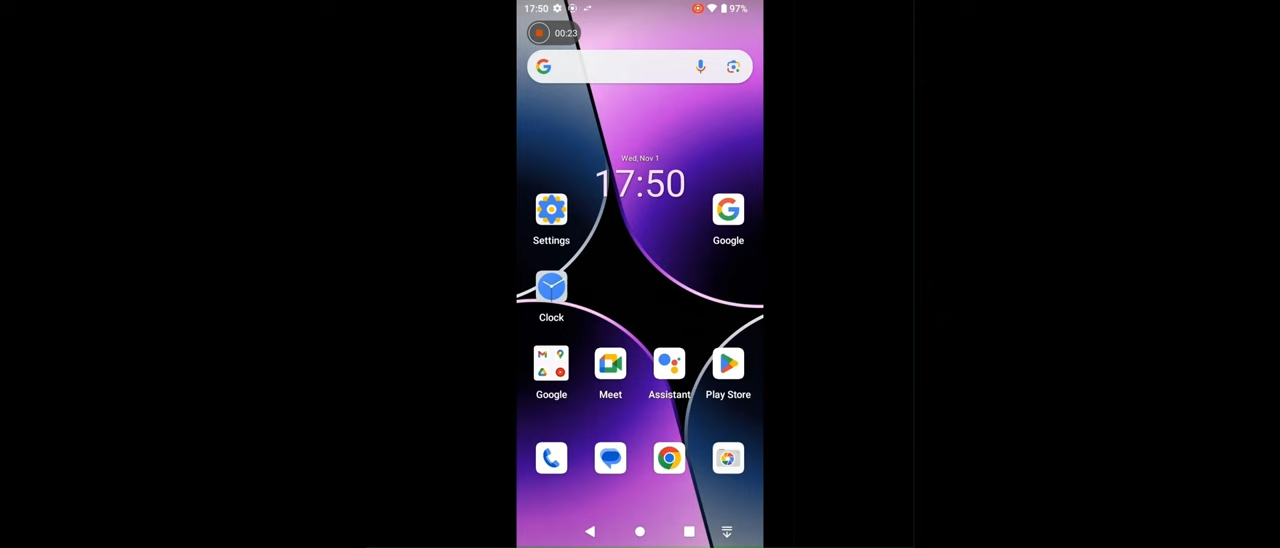 17:50 97%
00:23
Wed, Nov 1
17:50
Settings Google
Clock
Google Meet Assistant Play Store